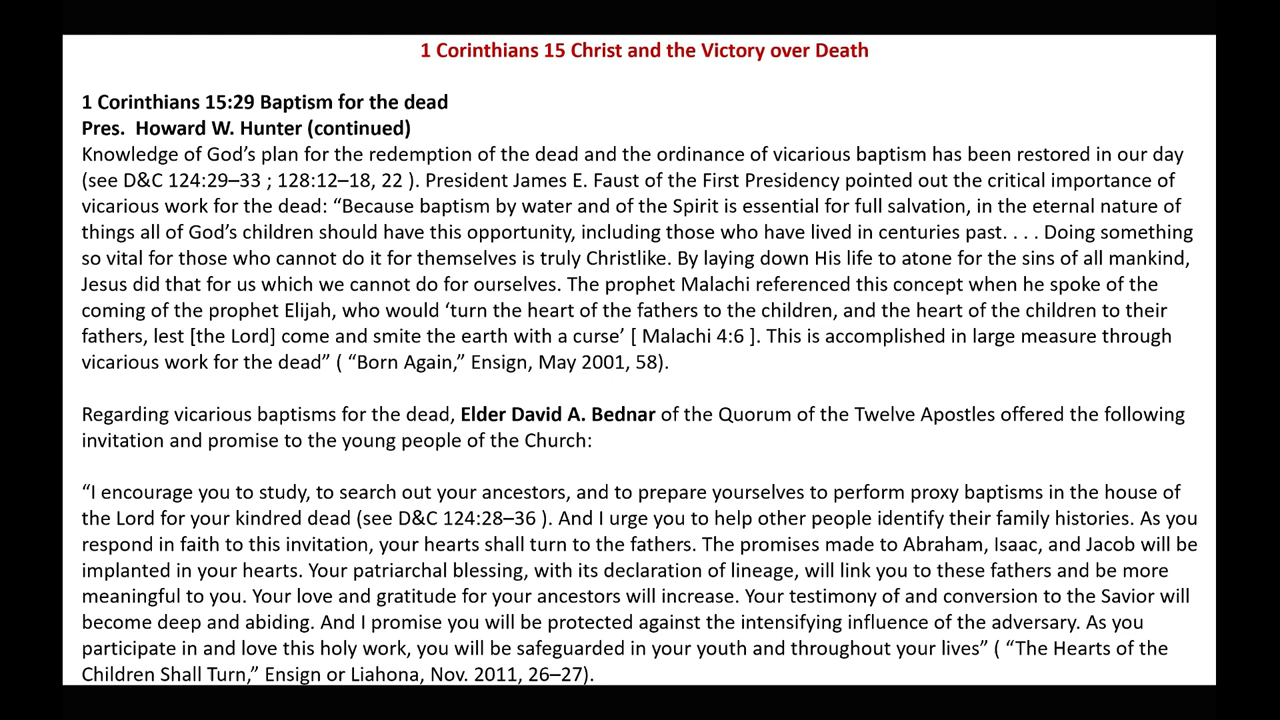 1 Corinthians 15 Christ and the Victory over Death
1 Corinthians 15:29 Baptism for the dead
Pres.  Howard W. Hunter (continued)
Knowledge of God’s plan for the redemption of the dead and the ordinance of vicarious baptism has been restored in our day
(see D&C 124:29–33 ; 128:12–18, 22 ). President James E. Faust of the First Presidency pointed out the critical importance of
vicarious work for the dead: “Because baptism by water and of the Spirit is essential for full salvation, in the eternal nature of
things all of God’s children should have this opportunity, including those who have lived in centuries past. . . . Doing something
so vital for those who cannot do it for themselves is truly Christlike. By laying down His life to atone for the sins of all mankind,
Jesus did that for us which we cannot do for ourselves. The prophet Malachi referenced this concept when he spoke of the
coming of the prophet Elijah, who would ‘turn the heart of the fathers to the children, and the heart of the children to their
fathers, lest [the Lord] come and smite the earth with a curse’ [ Malachi 4:6 ]. This is accomplished in large measure through
vicarious work for the dead” ( “Born Again,” Ensign, May 2001, 58).
Regarding vicarious baptisms for the dead, Elder David A. Bednar of the Quorum of the Twelve Apostles offered the following
invitation and promise to the young people of the Church:
“I encourage you to study, to search out your ancestors, and to prepare yourselves to perform proxy baptisms in the house of
the Lord for your kindred dead (see D&C 124:28–36 ). And I urge you to help other people identify their family histories. As you
respond in faith to this invitation, your hearts shall turn to the fathers. The promises made to Abraham, Isaac, and Jacob will be
implanted in your hearts. Your patriarchal blessing, with its declaration of lineage, will link you to these fathers and be more
meaningful to you. Your love and gratitude for your ancestors will increase. Your testimony of and conversion to the Savior will
become deep and abiding. And I promise you will be protected against the intensifying influence of the adversary. As you
participate in and love this holy work, you will be safeguarded in your youth and throughout your lives” ( “The Hearts of the
Children Shall Turn,” Ensign or Liahona, Nov. 2011, 26–27).